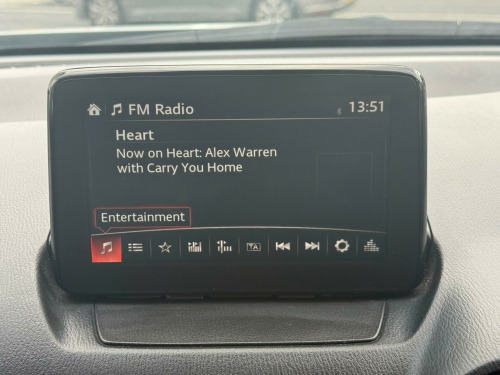 FM Radio
13:51
Heart
Now on Heart: Alex Warren
with Carry You Home
Entertainment
TA